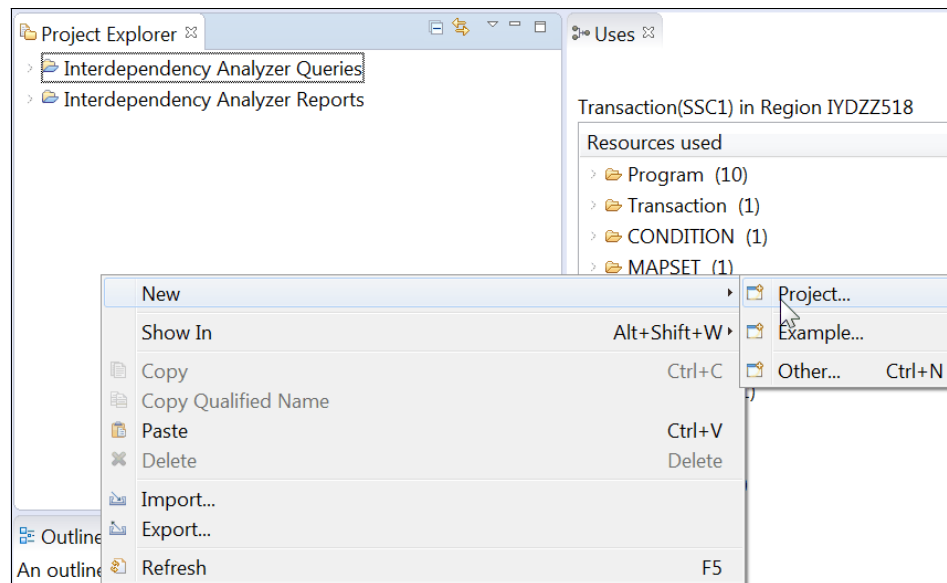 Project Explorer
Interdependency Analyzer Queries
Interdependency Analyzer Reports
Uses
Transaction(SSC1) in Region IYDZZ518
Resources used
Program (10)
Transaction (1)
CONDITION (1)
MAPSET (1)
New
Show In Alt+Shift+W
Copy Ctrl+C
Copy Qualified Name
Paste Ctrl+V
Delete Delete
Import...
Export...
Refresh F5
Project...
Example...
Other... Ctrl+N
Outline
An outline